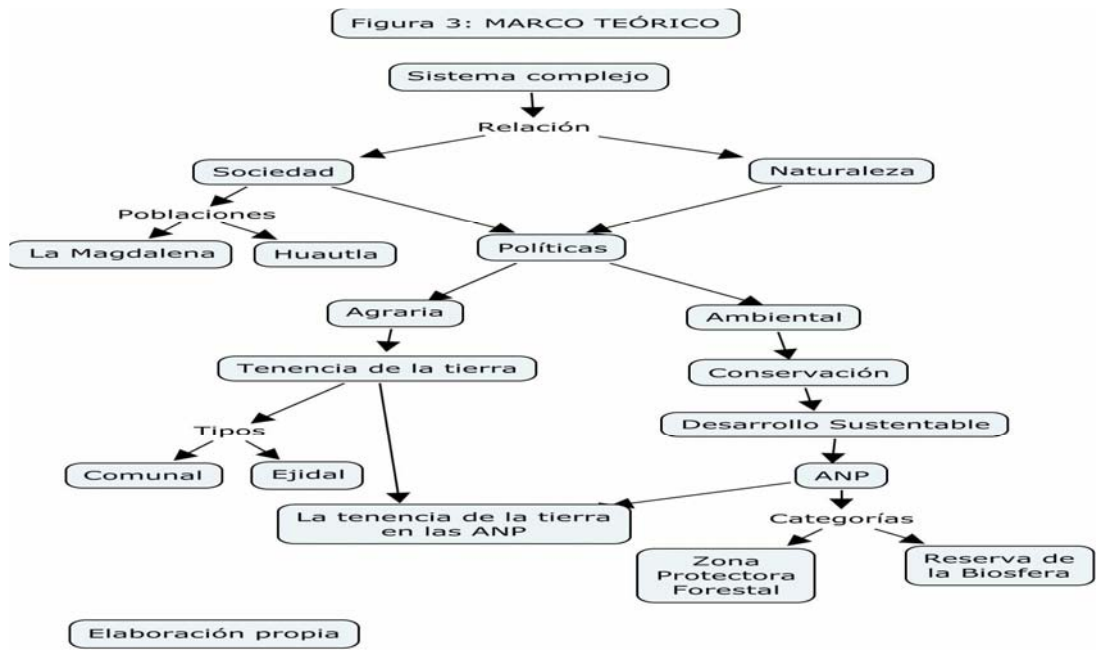 Figura 3: MARCO TEÓRICO
Sistema complejo
Relación
Sociedad
Naturaleza
Poblaciones
La Magdalena
Huautla
Políticas
Agraria
Ambiental
Tenencia de la tierra
Conservación
Tipos
Desarrollo Sustentable
Comunal
Ejidal
ANP
La tenencia de la tierra
en las ANP
Categorías
Zona
Protectora
Forestal
Reserva de
la Biosfera
Elaboración propia